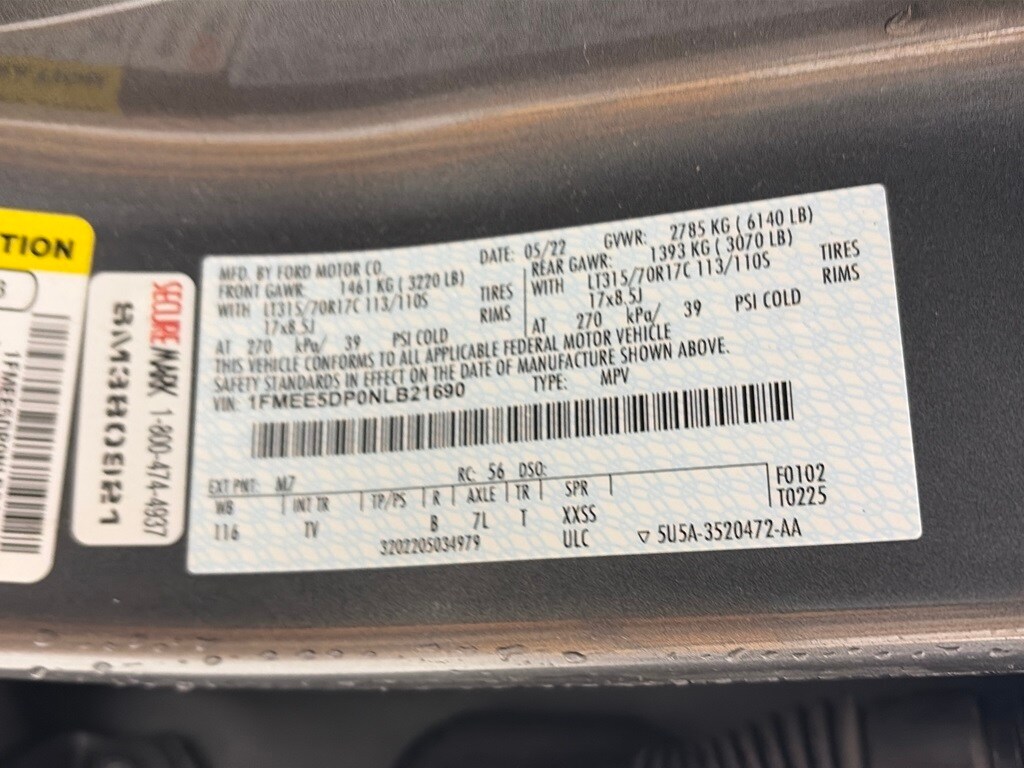 TION
1FMEE5DP0N
SECUREMARK 1-800-474-4937
MFD. BY FORD MOTOR CO. DATE: 05/22 GVWR: 2785 KG ( 6140 LB)
FRONT GAWR: 1461 KG ( 3220 LB) REAR GAWR: 1393 KG ( 3070 LB)
WITH LT315/70R17C 113/110S TIRES WITH LT315/70R17C 113/110S TIRES
17x8.5J RIMS 17x8.5J RIMS
AT 270 kPa/ 39 PSI COLD AT 270 kPa/ 39 PSI COLD
THIS VEHICLE CONFORMS TO ALL APPLICABLE FEDERAL MOTOR VEHICLE
SAFETY STANDARDS IN EFFECT ON THE DATE OF MANUFACTURE SHOWN ABOVE.
VIN: 1FMEE5DP0NLB21690 TYPE: MPV
EXT PNT: M7 RC: 56 DSO:
WB INT TR TP/PS R AXLE TR SPR F0102
116 TV B 7L T XXSS T0225
3202205034979 ULC ▽ 5U5A-3520472-AA